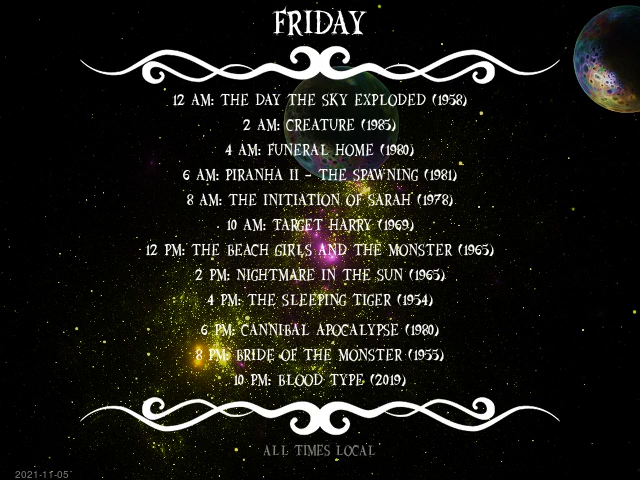 FRIDAY
12 AM: THE DAY THE SKY EXPLODED (1958)
2 AM: CREATURE (1985)
4 AM: FUNERAL HOME (1980)
6 AM: PIRANHA II - THE SPAWNING (1981)
8 AM: THE INITIATION OF SARAH (1978)
10 AM: TARGET HARRY (1969)
12 PM: THE BEACH GIRLS AND THE MONSTER (1965)
2 PM: NIGHTMARE IN THE SUN (1965)
4 PM: THE SLEEPING TIGER (1954)
6 PM: CANNIBAL APOCALYPSE (1980)
8 PM: BRIDE OF THE MONSTER (1955)
10 PM: BLOOD TYPE (2019)
ALL TIMES LOCAL
2021-11-05